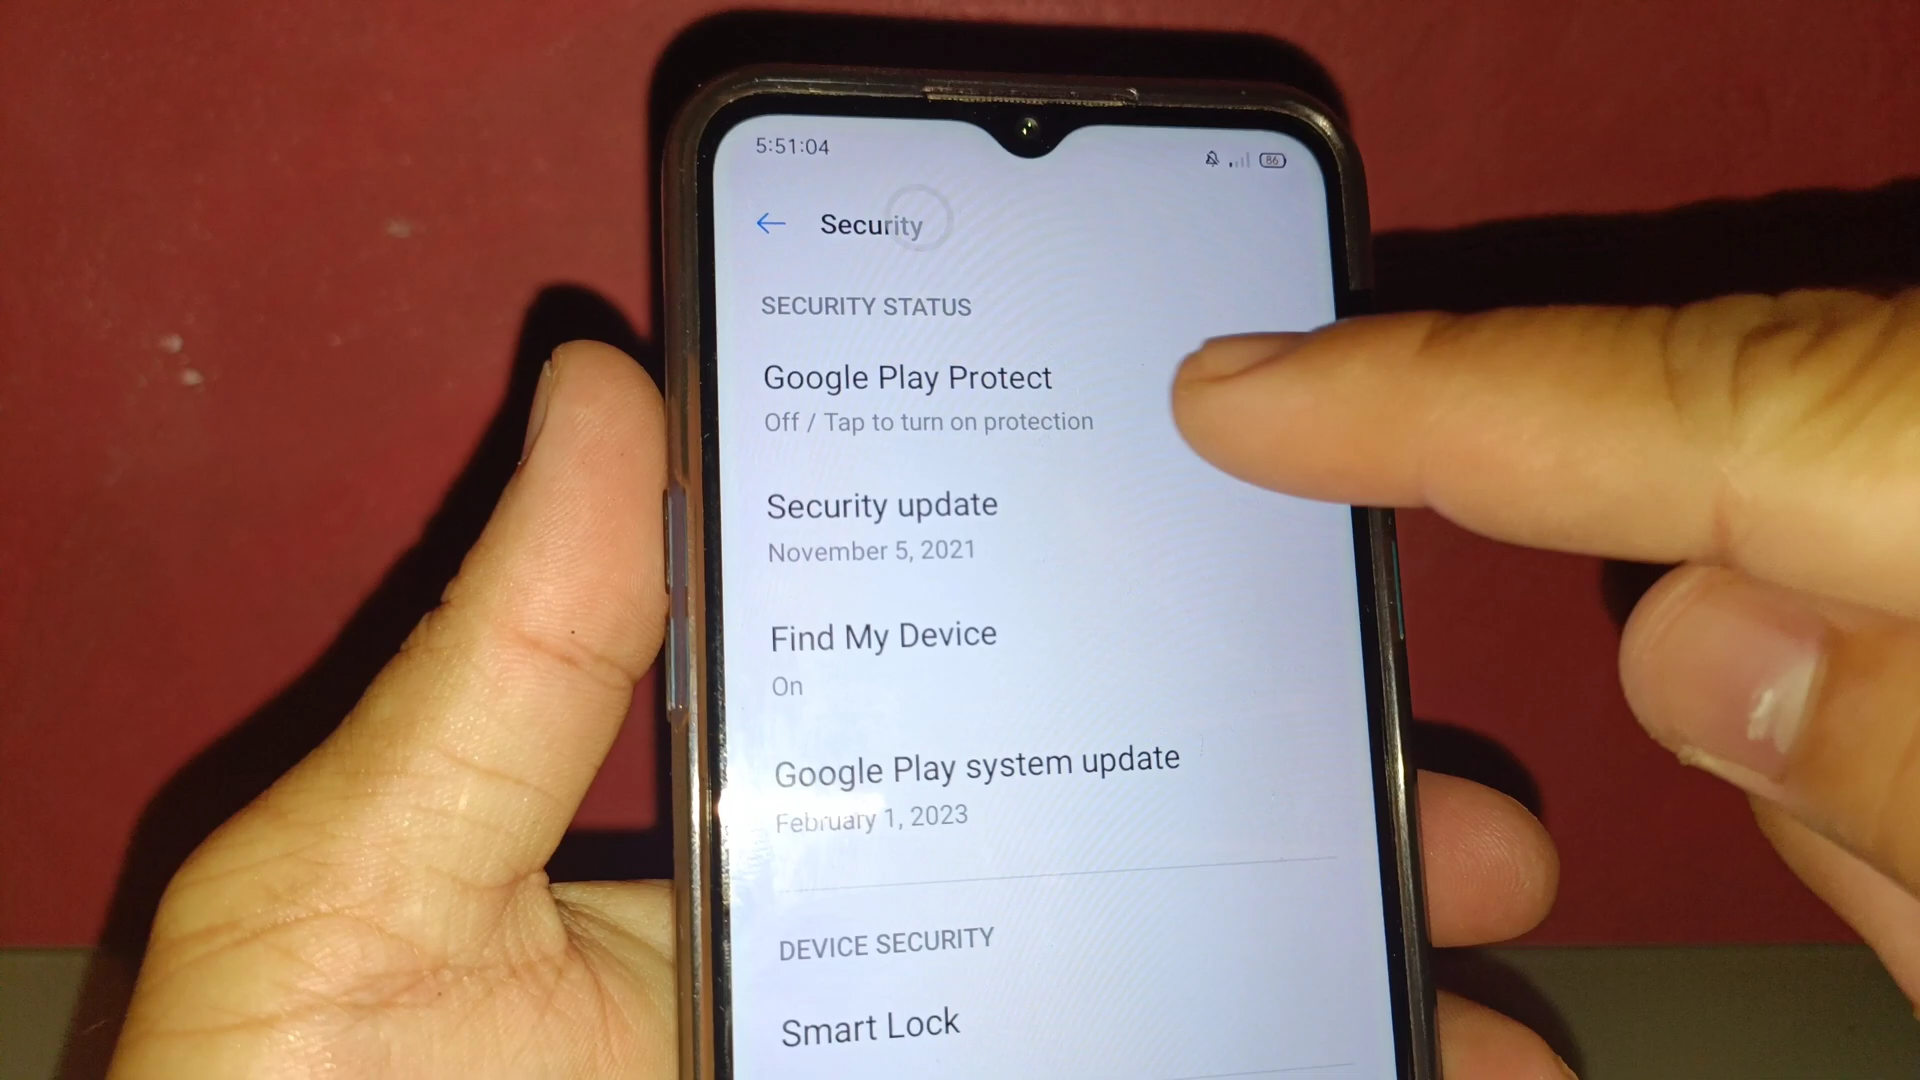 5:51:04
86
Security
SECURITY STATUS
Google Play Protect
Off / Tap to turn on protection
Security update
November 5, 2021
Find My Device
On
Google Play system update
February 1, 2023
DEVICE SECURITY
Smart Lock